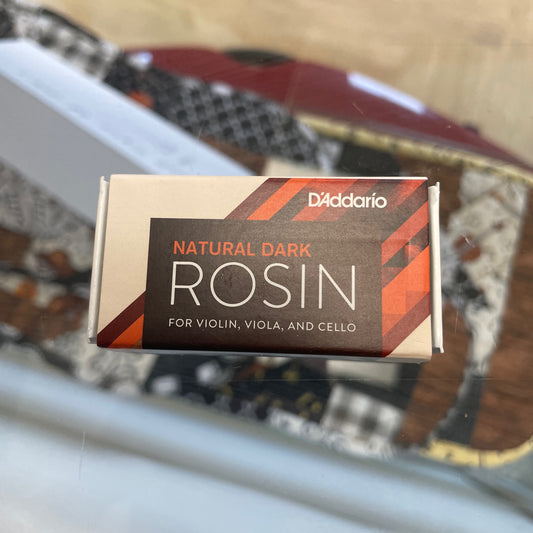 D'Addario
NATURAL DARK
ROSIN
FOR VIOLIN, VIOLA, AND CELLO